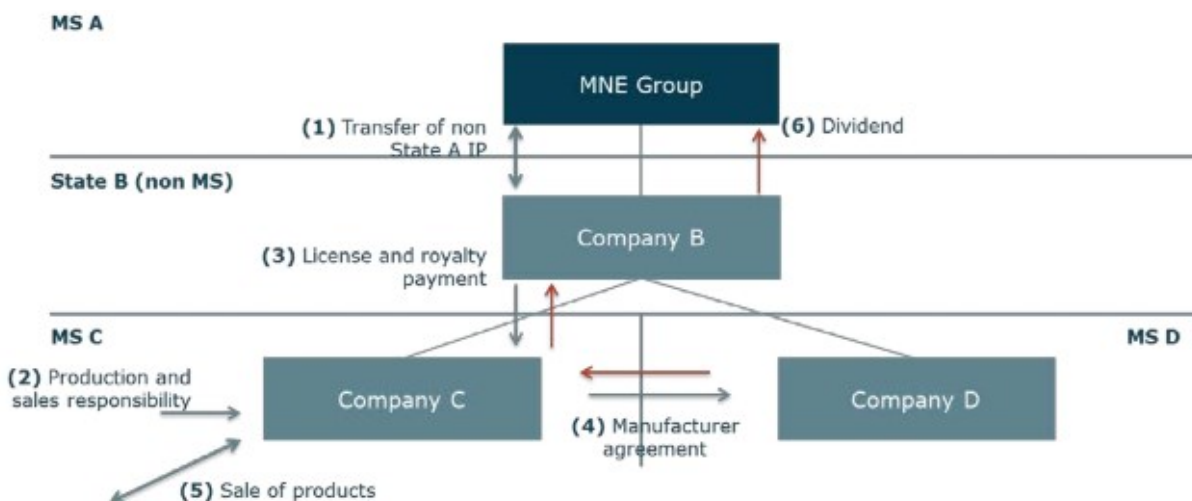 MS A
MNE Group
(1) Transfer of non
State A IP
(6) Dividend
State B (non MS)
Company B
(3) License and royalty
payment
MS C
MS D
(2) Production and
sales responsibility
Company C
Company D
(4) Manufacturer
agreement
(5) Sale of products